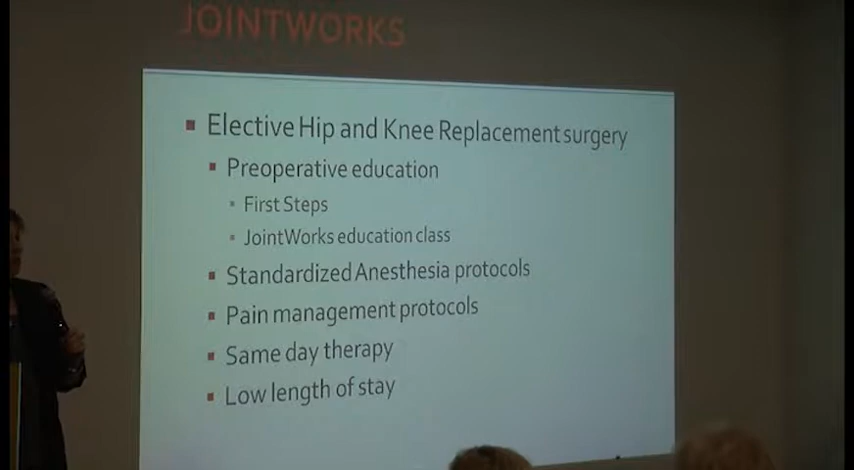 JOINTWORKS
Elective Hip and Knee Replacement surgery
Preoperative education
First Steps
JointWorks education class
Standardized Anesthesia protocols
Pain management protocols
Same day therapy
Low length of stay